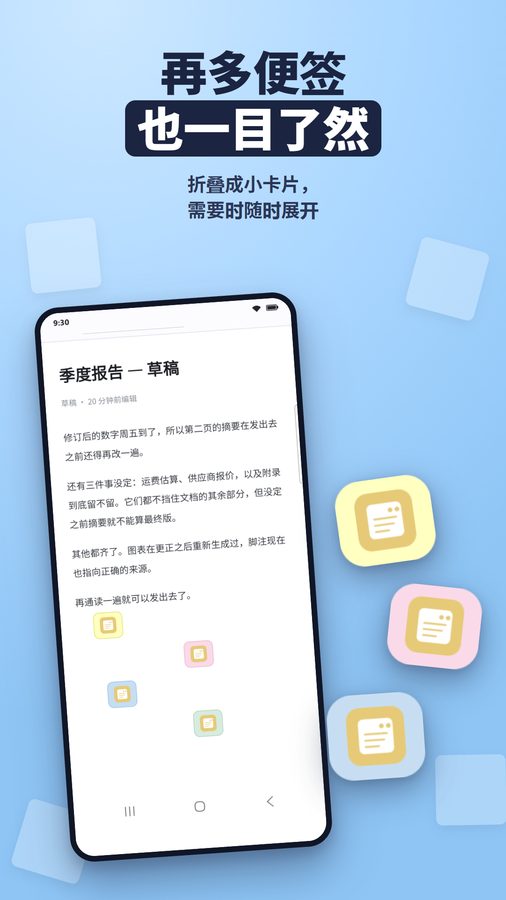 再多便签
也一目了然
折叠成小卡片，
需要时随时展开
9:30
季度报告 — 草稿
草稿 · 20 分钟前编辑
修订后的数字周五到了，所以第二页的摘要在发出去
之前还得再改一遍。
还有三件事没定：运费估算、供应商报价，以及附录
到底留不留。它们都不挡住文档的其余部分，但没定
之前摘要就不能算最终版。
其他都齐了。图表在更正之后重新生成过，脚注现在
也指向正确的来源。
再通读一遍就可以发出去了。